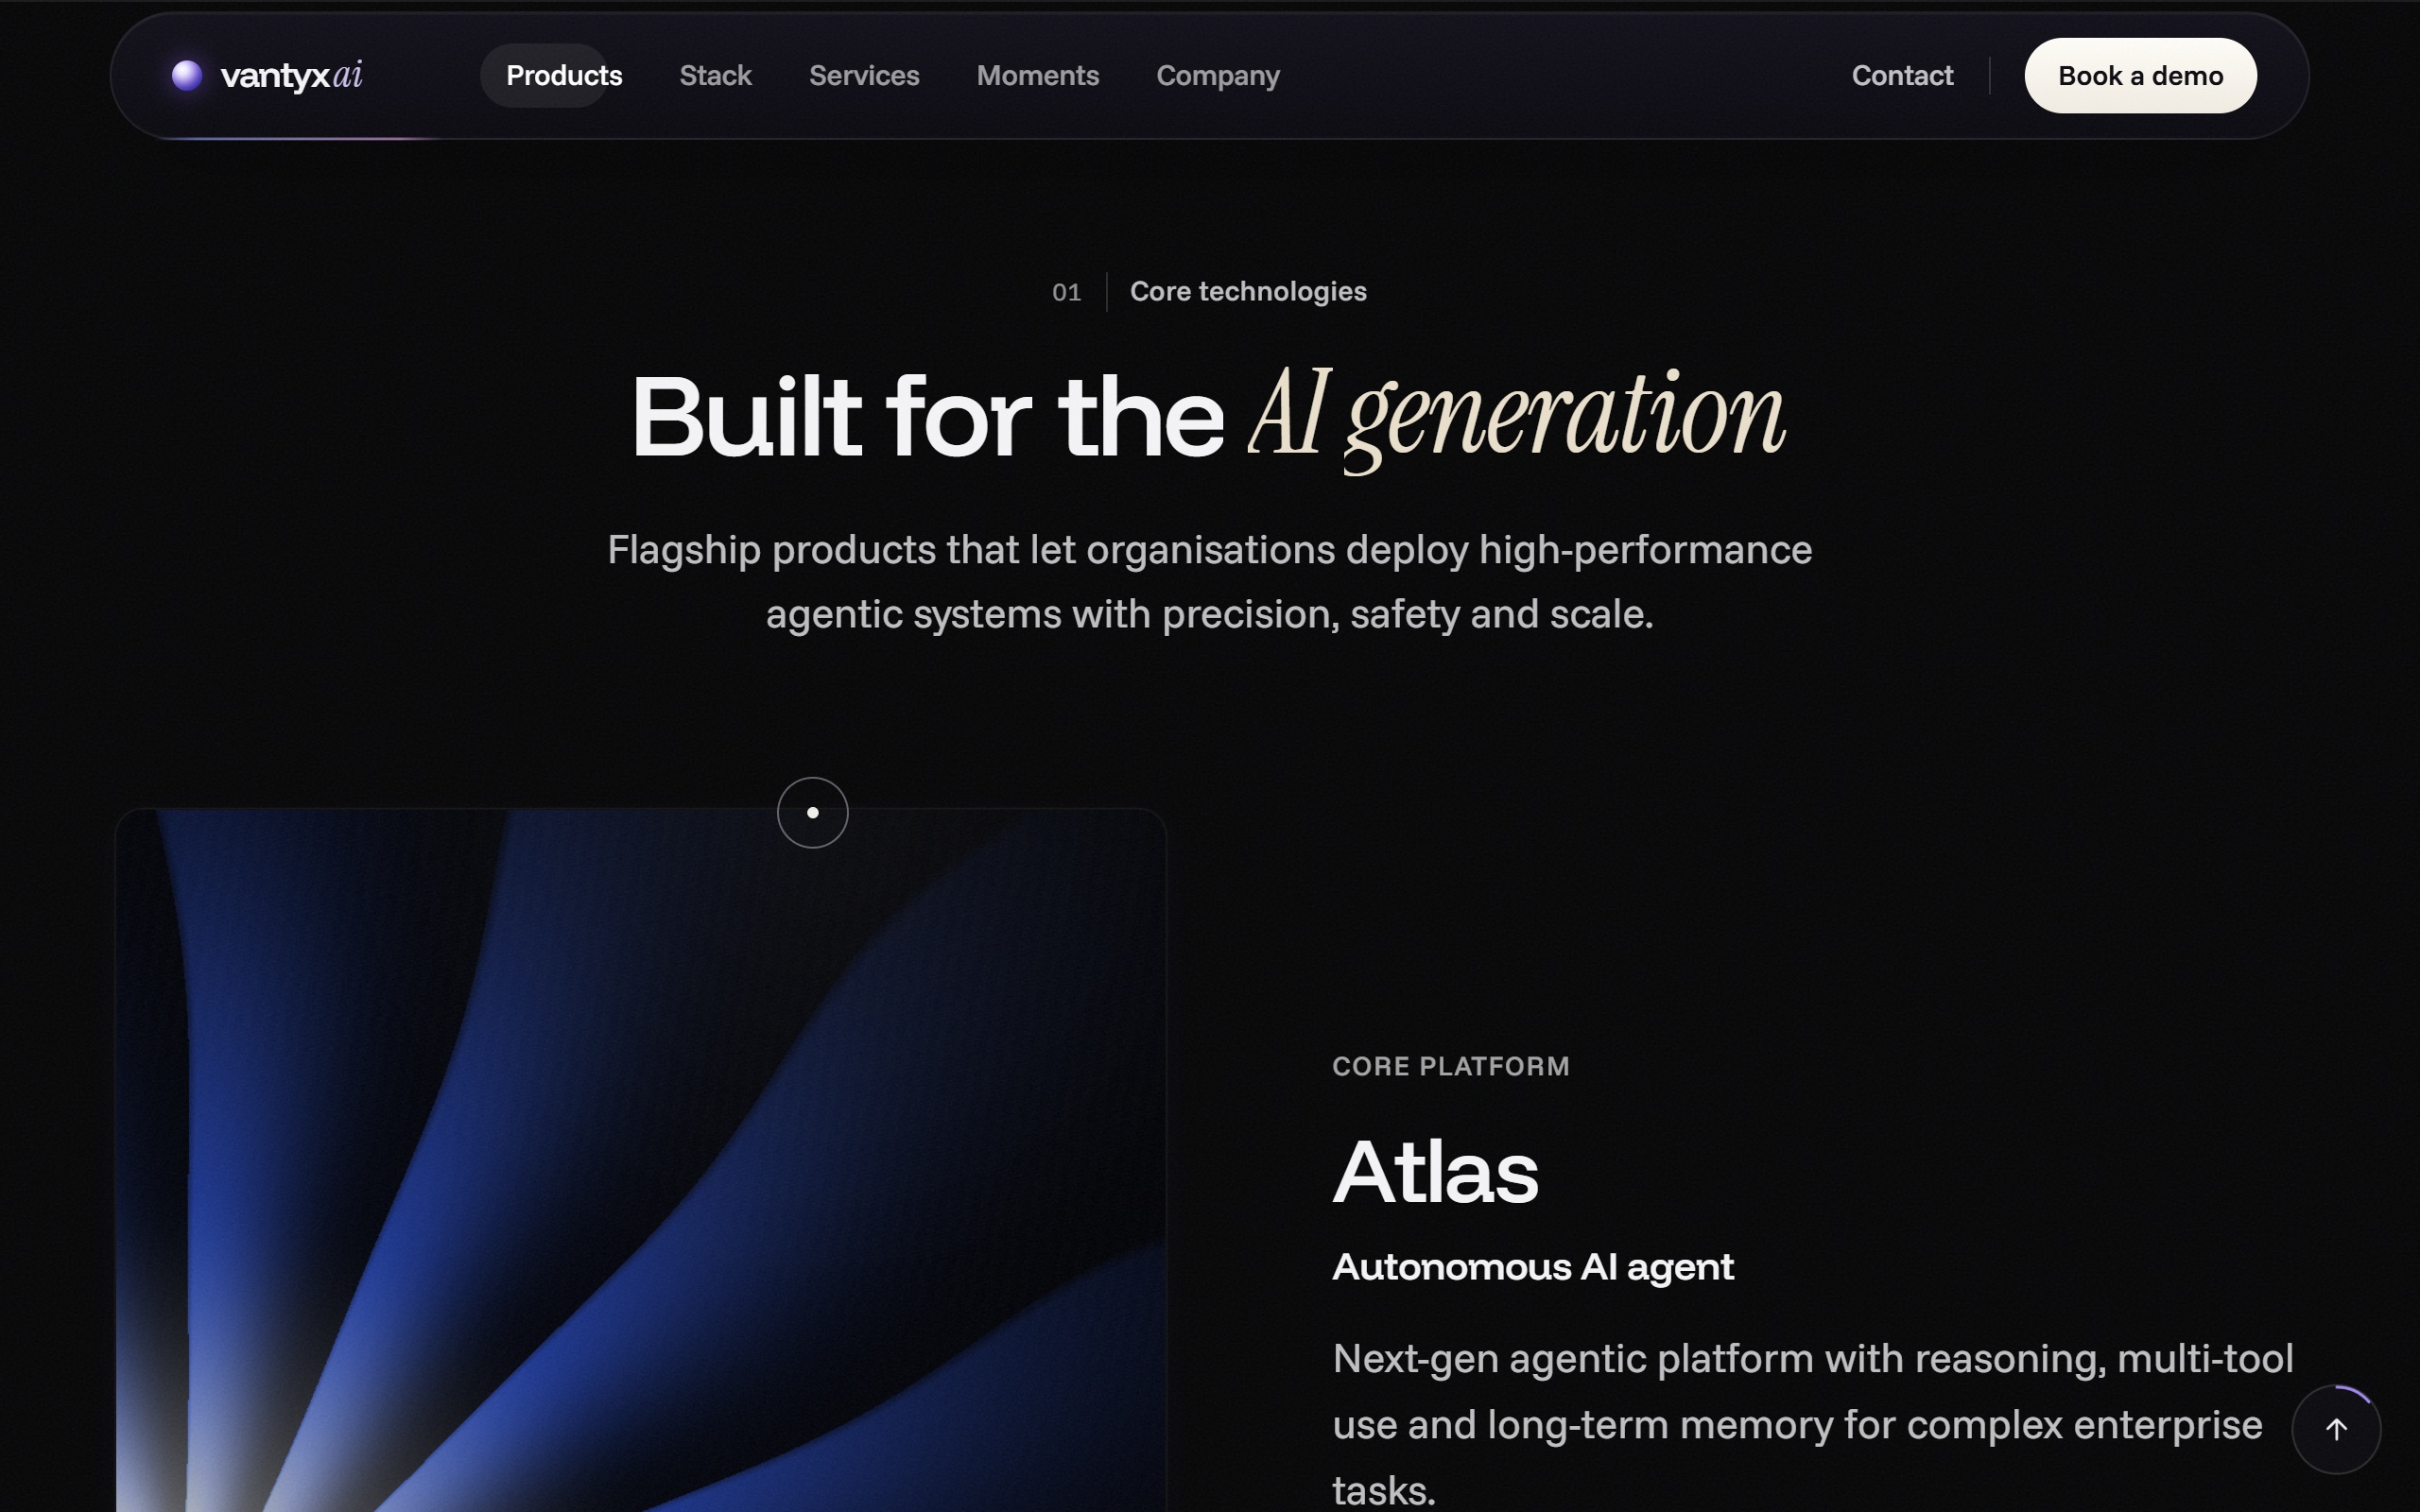 vantyx ai
Products
Stack
Services
Moments
Company
Contact
Book a demo
01
Core technologies
Built for the AI generation
Flagship products that let organisations deploy high-performance
agentic systems with precision, safety and scale.
CORE PLATFORM
Atlas
Autonomous AI agent
Next-gen agentic platform with reasoning, multi-tool
use and long-term memory for complex enterprise
tasks.